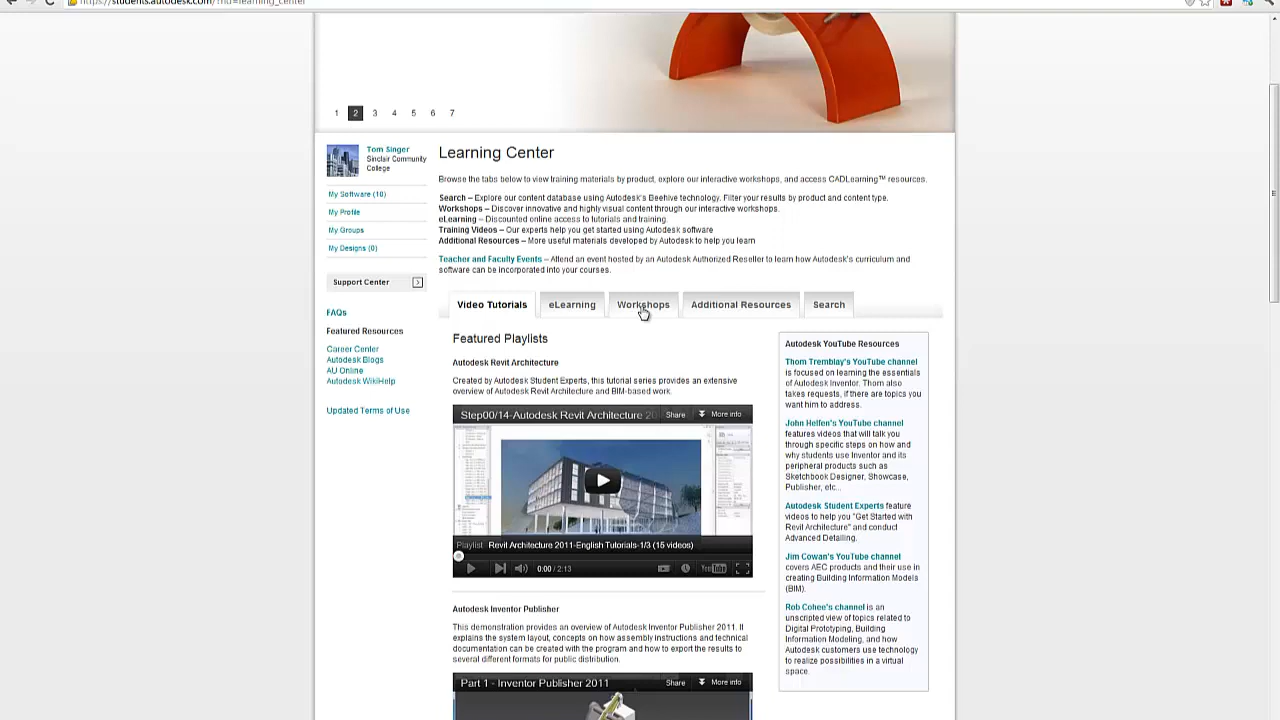 1 2 3 4 5 6 7
Tom Singer
Sinclair Community
College
My Software (10)
My Profile
My Groups
My Designs (0)
Support Center
FAQs
Featured Resources
Career Center
Autodesk Blogs
AU Online
Autodesk WikiHelp
Updated Terms of Use
Learning Center
Browse the tabs below to view training materials by product, explore our interactive workshops, and access CADLearning™ resources.
Search – Explore our content database using Autodesk's Beehive technology. Filter your results by product and content type.
Workshops – Discover innovative and highly visual content through our interactive workshops.
eLearning – Discounted online access to tutorials and training.
Training Videos – Our experts help you get started using Autodesk software
Additional Resources – More useful materials developed by Autodesk to help you learn
Teacher and Faculty Events – Attend an event hosted by an Autodesk Authorized Reseller to learn how Autodesk's curriculum and
software can be incorporated into your courses.
Video Tutorials eLearning Workshops Additional Resources Search
Featured Playlists
Autodesk Revit Architecture
Created by Autodesk Student Experts, this tutorial series provides an extensive
overview of Autodesk Revit Architecture and BIM-based work.
Step00/14-Autodesk Revit Architecture 20 Share More info
Playlist Revit Architecture 2011-English Tutorials-1/3 (15 videos)
0:00 / 2:13 YouTube
Autodesk Inventor Publisher
This demonstration provides an overview of Autodesk Inventor Publisher 2011. It
explains the system layout, concepts on how assembly instructions and technical
documentation can be created with the program and how to export the results to
several different formats for public distribution.
Part 1 - Inventor Publisher 2011 Share More info
Autodesk YouTube Resources
Thom Tremblay's YouTube channel
is focused on learning the essentials
of Autodesk Inventor. Thom also
takes requests, if there are topics you
want him to address.
John Helfen's YouTube channel
features videos that will talk you
through specific steps on how and
why students use Inventor and its
peripheral products such as
Sketchbook Designer, Showcase,
Publisher, etc...
Autodesk Student Experts feature
videos to help you "Get Started with
Revit Architecture" and conduct
Advanced Detailing.
Jim Cowan's YouTube channel
covers AEC products and their use in
creating Building Information Models
(BIM).
Rob Cohee's channel is an
unscripted view of topics related to
Digital Prototyping, Building
Information Modeling, and how
Autodesk customers use technology
to realize possibilities in a virtual
space.